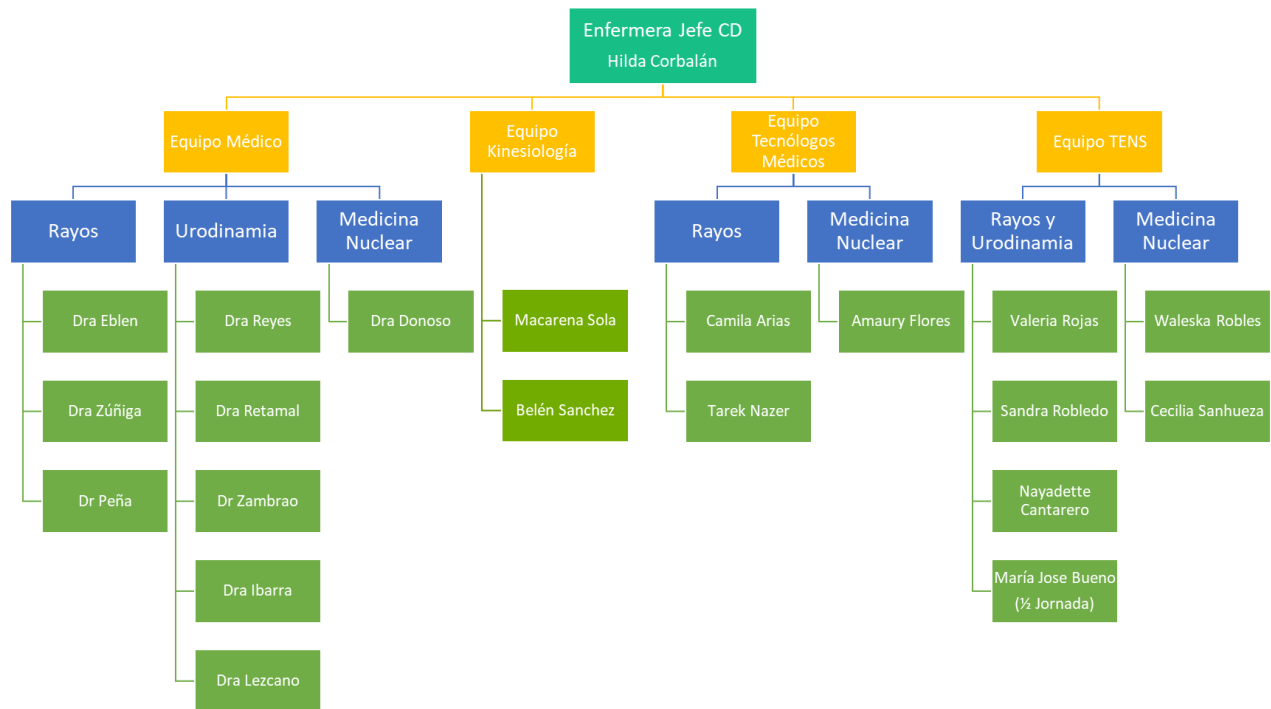 Enfermera Jefe CD
Hilda Corbalán
Equipo Médico
Equipo
Kinesiología
Equipo
Tecnólogos
Médicos
Equipo TENS
Rayos
Urodinamia
Medicina
Nuclear
Rayos
Medicina
Nuclear
Rayos y
Urodinamia
Medicina
Nuclear
Dra Eblen
Dra Reyes
Dra Donoso
Macarena Sola
Camila Arias
Amaury Flores
Valeria Rojas
Waleska Robles
Dra Zúñiga
Dra Retamal
Belén Sanchez
Tarek Nazer
Sandra Robledo
Cecilia Sanhueza
Dr Peña
Dr Zambrao
Nayadette
Cantarero
Dra Ibarra
María Jose Bueno
(½ Jornada)
Dra Lezcano